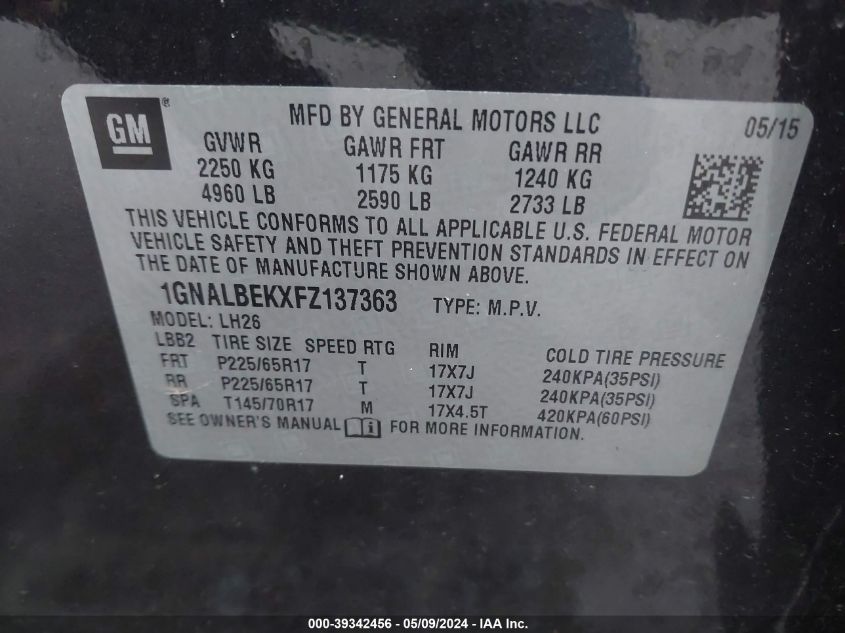 GM ®
MFD BY GENERAL MOTORS LLC 05/15
GVWR GAWR FRT GAWR RR
2250 KG 1175 KG 1240 KG
4960 LB 2590 LB 2733 LB
THIS VEHICLE CONFORMS TO ALL APPLICABLE U.S. FEDERAL MOTOR
VEHICLE SAFETY AND THEFT PREVENTION STANDARDS IN EFFECT ON
THE DATE OF MANUFACTURE SHOWN ABOVE.
1GNALBEKXFZ137363 TYPE: M.P.V.
MODEL: LH26
LBB2 TIRE SIZE SPEED RTG RIM COLD TIRE PRESSURE
FRT P225/65R17 T 17X7J 240KPA(35PSI)
RR P225/65R17 T 17X7J 240KPA(35PSI)
SPA T145/70R17 M 17X4.5T 420KPA(60PSI)
SEE OWNER'S MANUAL i FOR MORE INFORMATION.
000-39342456 - 05/09/2024 - IAA, Inc.